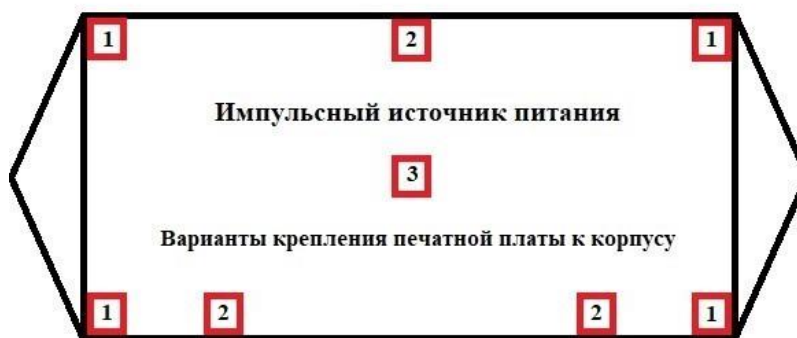 1 2 1
Импульсный источник питания
3
Варианты крепления печатной платы к корпусу
1 2 2 1